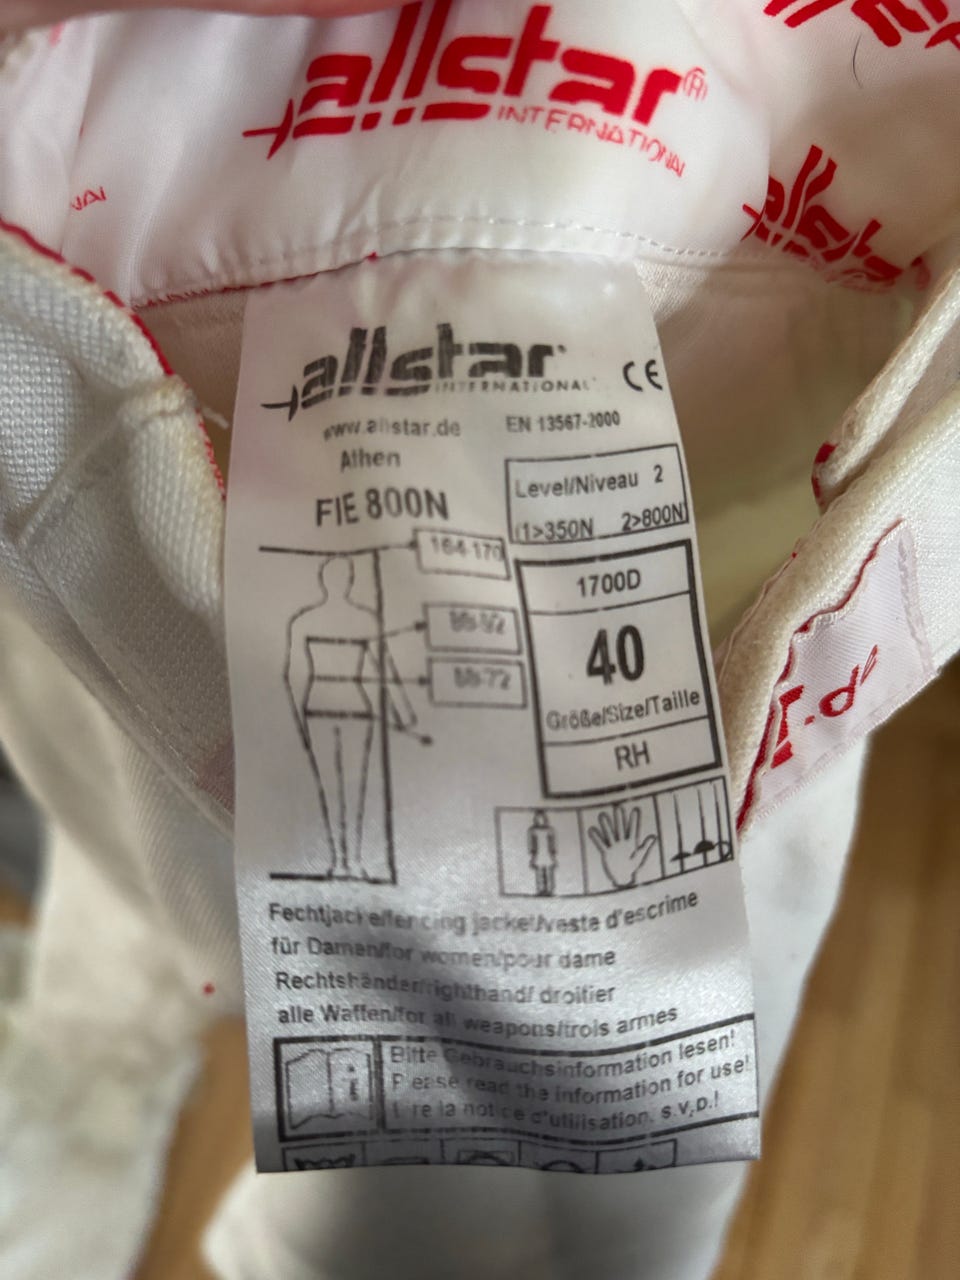 allstar®
INTERNATIONAL
allstar
allstar
INTERNATIONAL
CE
www.allstar.de
EN 13567-2000
Athen
FIE 800N
Level/Niveau 2
(1>350N 2>800N
164-170
1700D
40
Größe/Size/Taille
RH
r.de
Fechtjacke/fencing jacket/veste d'escrime
für Damen/for women/pour dame
Rechtshänder/righthand/ droitier
alle Waffen/for all weapons/trois armes
Bitte Gebrauchsinformation lesen!
Please read the information for use!
Lire la notice d'utilisation. s.v.p.!